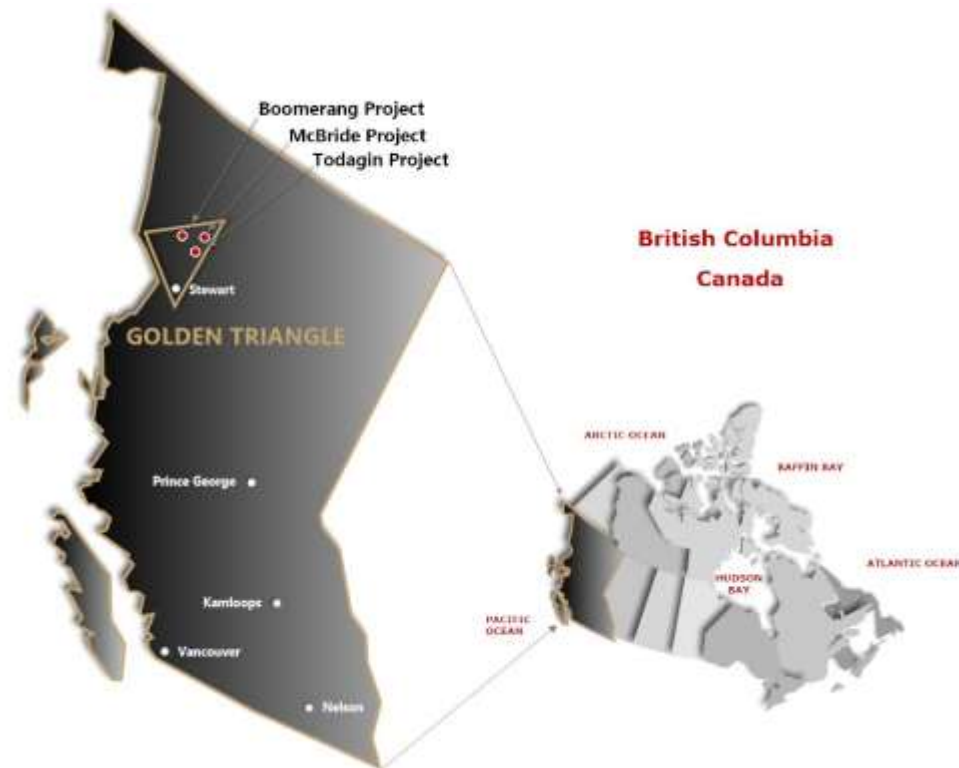 Boomerang Project
McBride Project
Todagin Project
British Columbia
Canada
Stewart
GOLDEN TRIANGLE
ARCTIC OCEAN
BAFFIN BAY
Prince George
ATLANTIC OCEAN
HUDSON
BAY
Kamloops
PACIFIC
OCEAN
Vancouver
Nelson